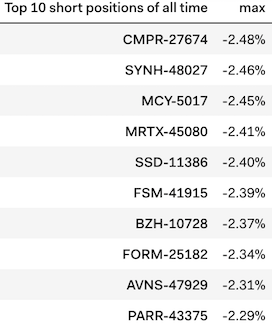 Top 10 short positions of all time max
CMPR-27674 -2.48%
SYNH-48027 -2.46%
MCY-5017 -2.45%
MRTX-45080 -2.41%
SSD-11386 -2.40%
FSM-41915 -2.39%
BZH-10728 -2.37%
FORM-25182 -2.34%
AVNS-47929 -2.31%
PARR-43375 -2.29%